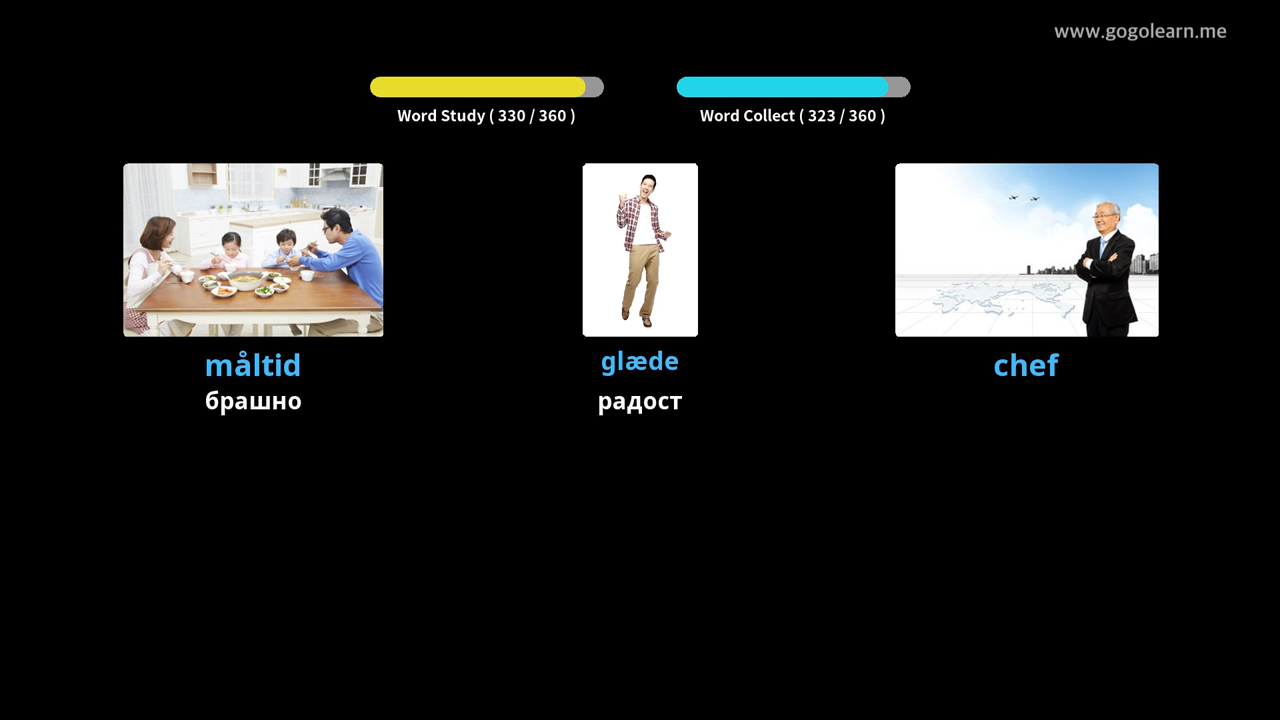 www.gogolearn.me
Word Study ( 330 / 360 )
Word Collect ( 323 / 360 )
måltid
glæde
chef
брашно
радост